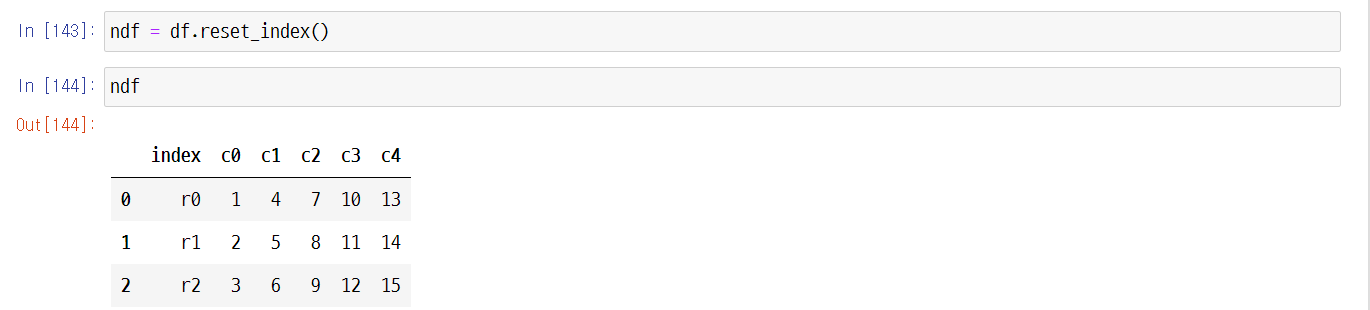 In [143]: ndf = df.reset_index()
In [144]: ndf
Out[144]:
index c0 c1 c2 c3 c4
0 r0 1 4 7 10 13
1 r1 2 5 8 11 14
2 r2 3 6 9 12 15